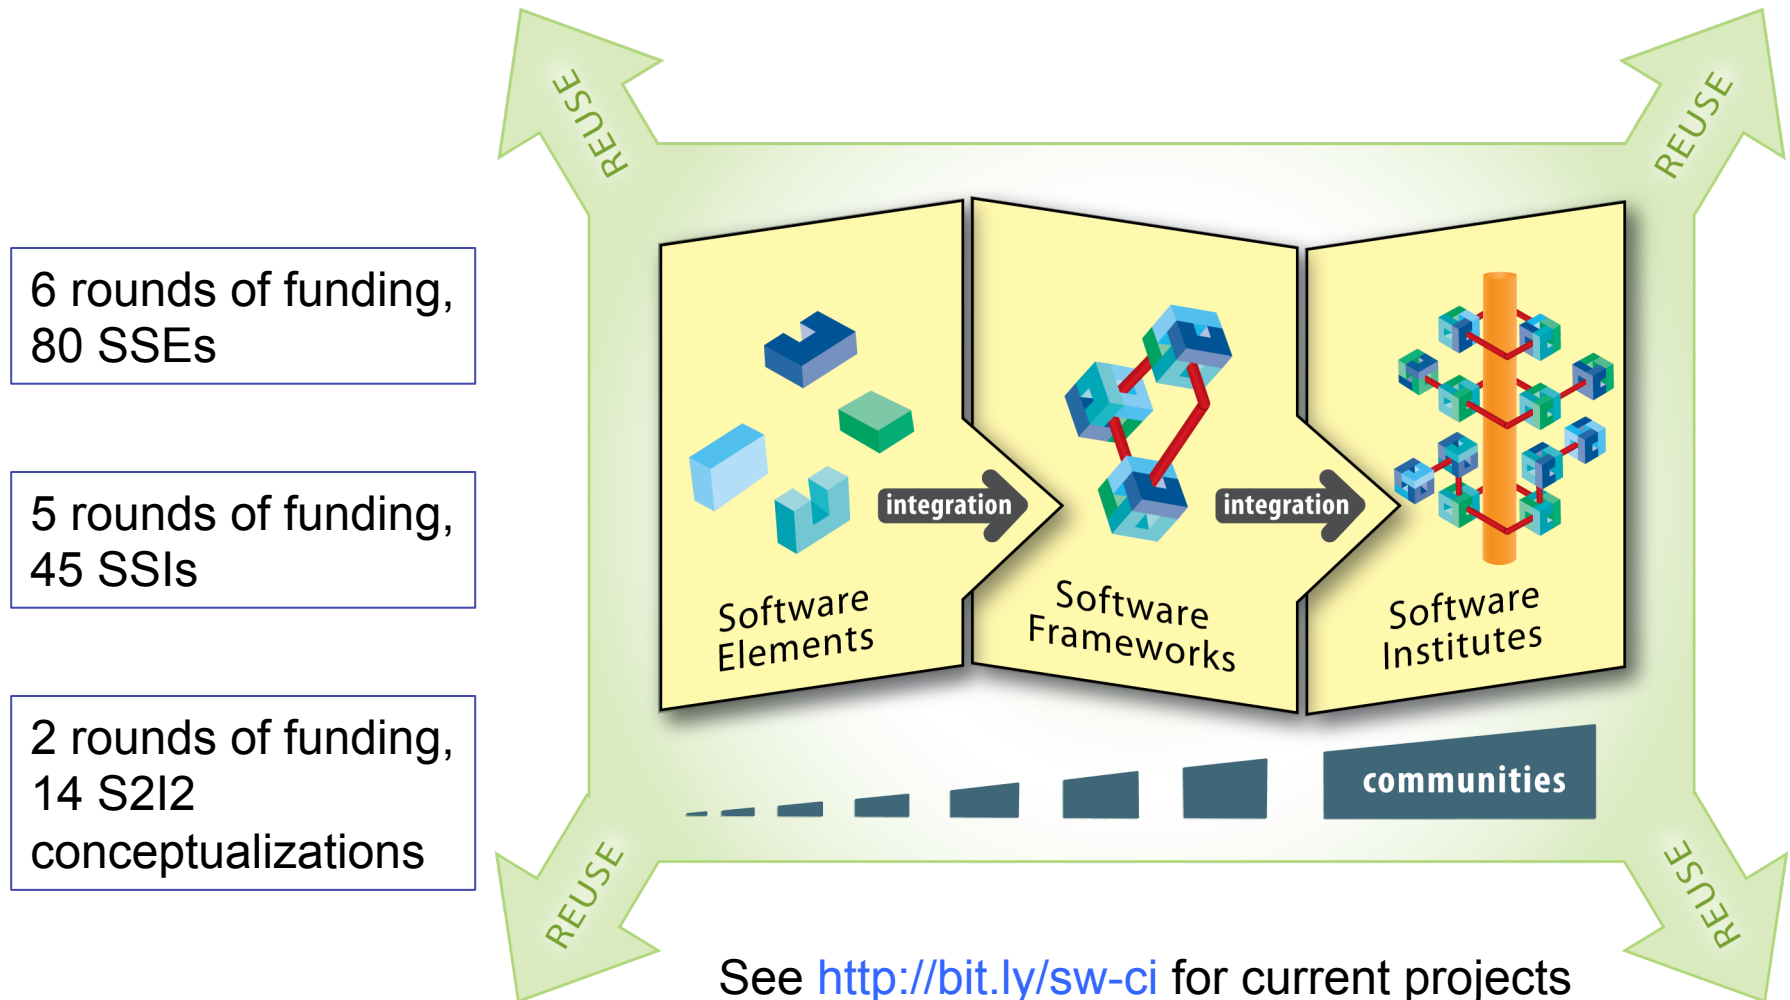 REUSE
REUSE
6 rounds of funding,
80 SSEs
5 rounds of funding,
45 SSIs
2 rounds of funding,
14 S2I2
conceptualizations
integration
integration
Software
Elements
Software
Frameworks
Software
Institutes
communities
REUSE
REUSE
See http://bit.ly/sw-ci for current projects